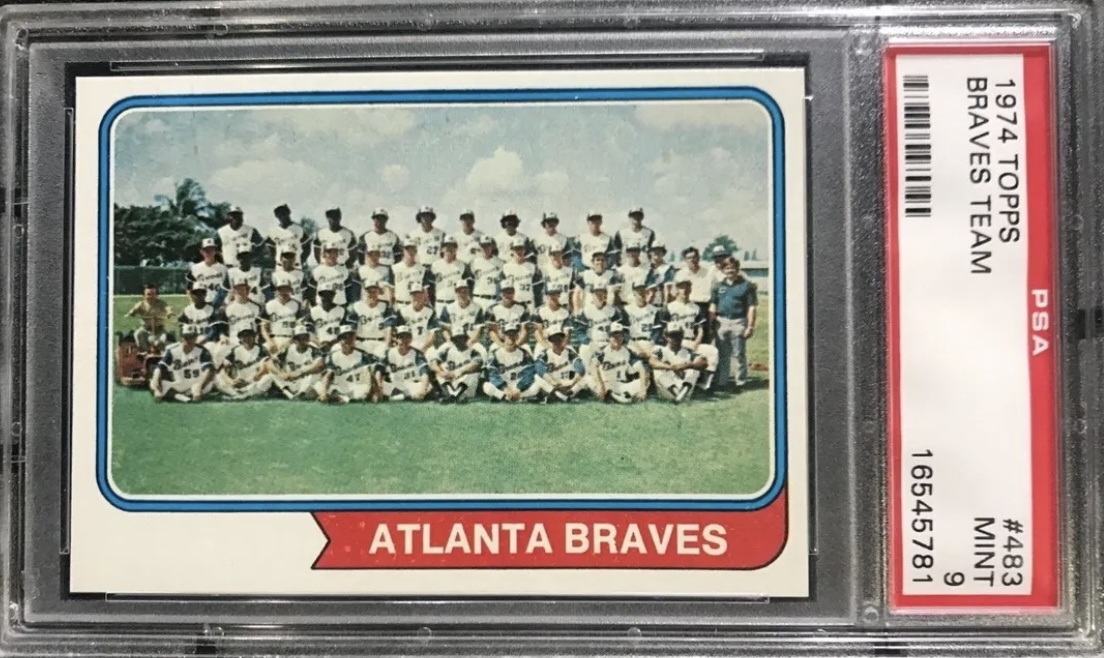 ATLANTA BRAVES
1974 TOPPS
BRAVES TEAM
PSA
#483
MINT
9
16545781